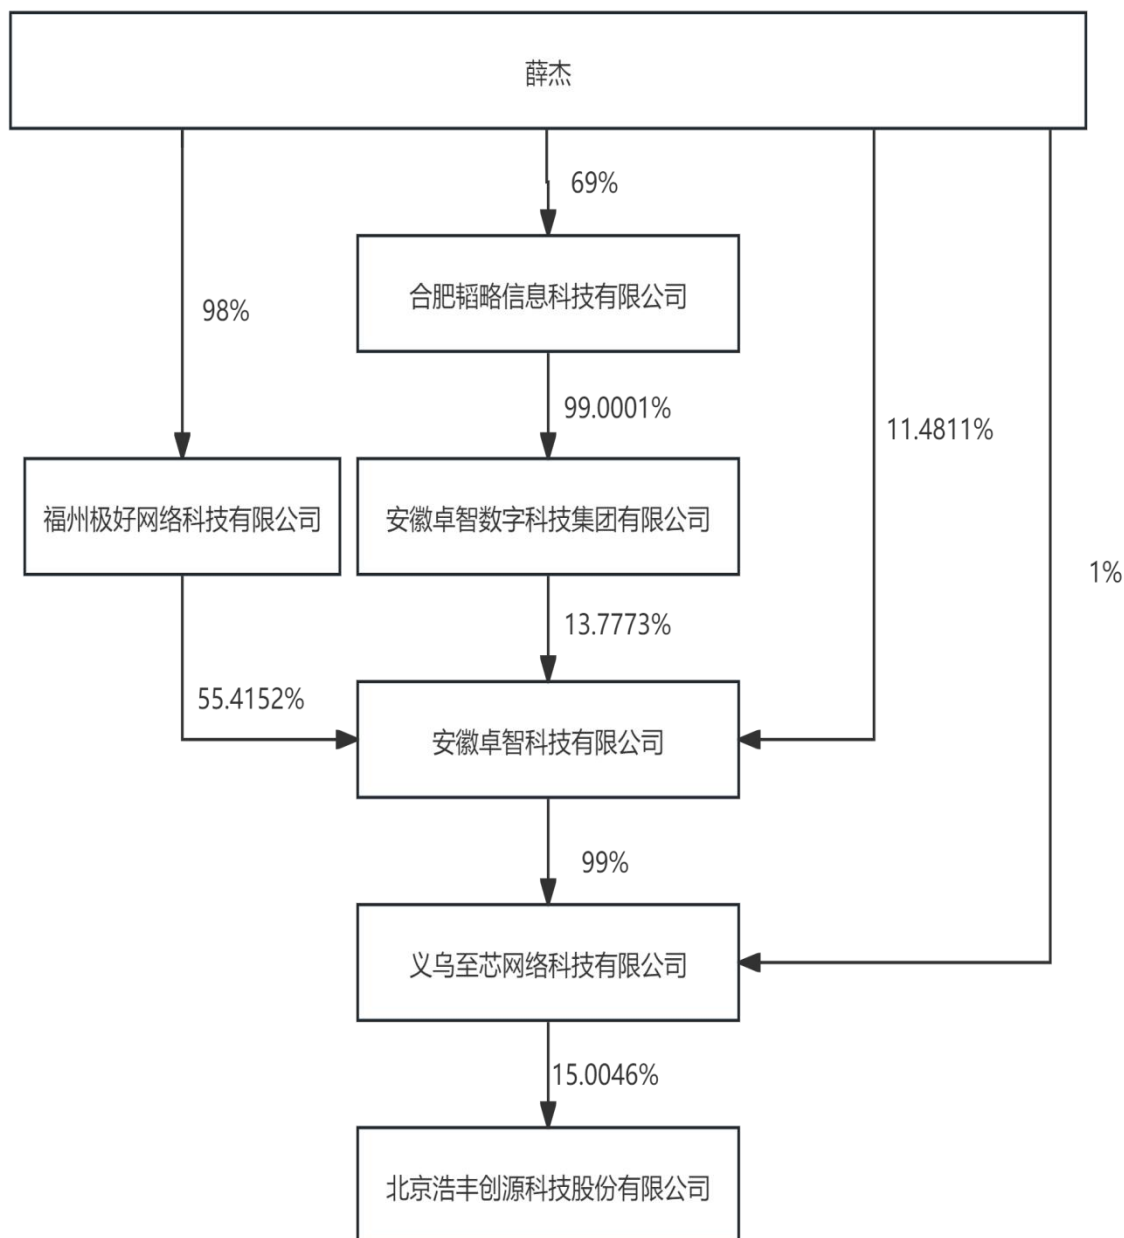 薛杰
69%
合肥韬略信息科技有限公司
98%
99.0001%
11.4811%
福州极好网络科技有限公司
安徽卓智数字科技集团有限公司
1%
13.7773%
55.4152%
安徽卓智科技有限公司
99%
义乌至芯网络科技有限公司
15.0046%
北京浩丰创源科技股份有限公司